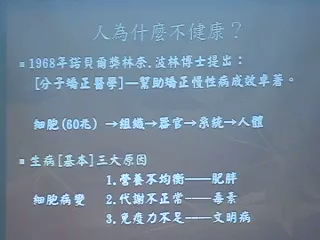 人為什麼不健康？
1968年諾貝爾獎林奈.波林博士提出：
[分子矯正醫學]—幫助矯正慢性病成效卓著。
細胞(60兆) →組織→器官→系統→人體
生病[基本]三大原因
1.營養不均衡──肥胖
細胞病變 2.代謝不正常──毒素
3.免疫力不足──文明病